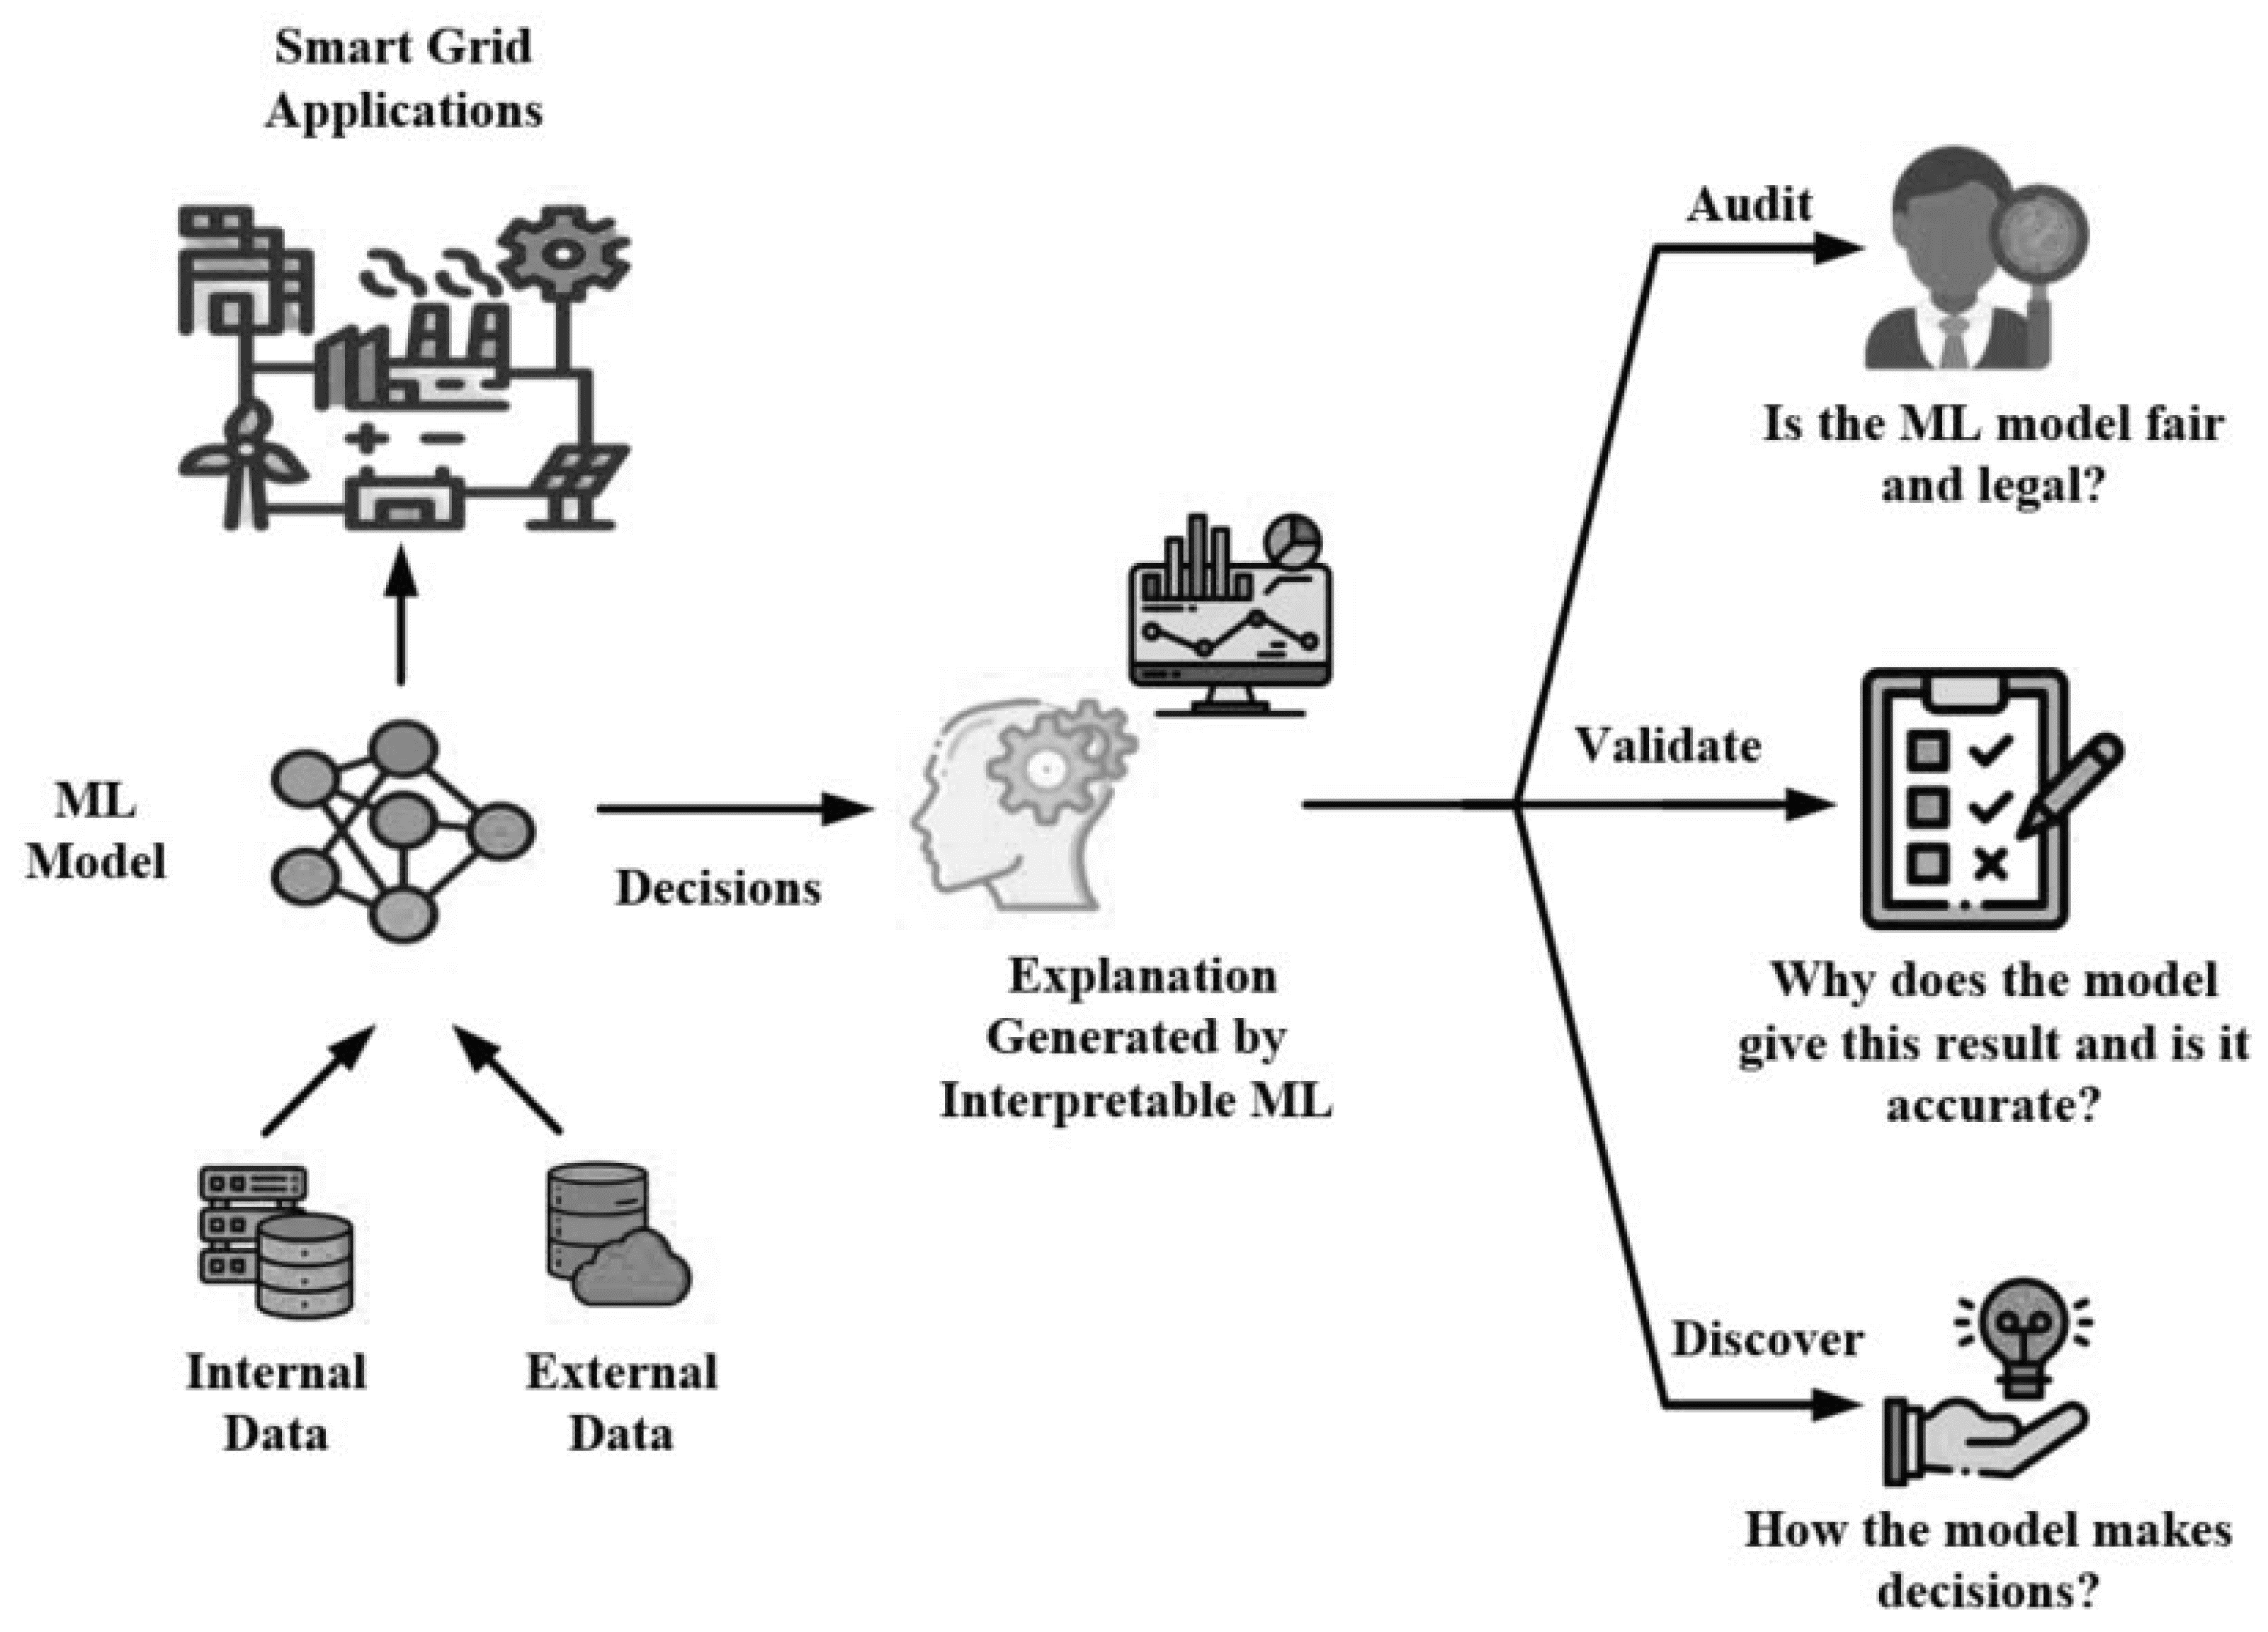 Smart Grid
Applications
ML
Model
Decisions
Internal
Data
External
Data
Explanation
Generated by
Interpretable ML
Audit
Is the ML model fair
and legal?
Validate
Why does the model
give this result and is it
accurate?
Discover
How the model makes
decisions?